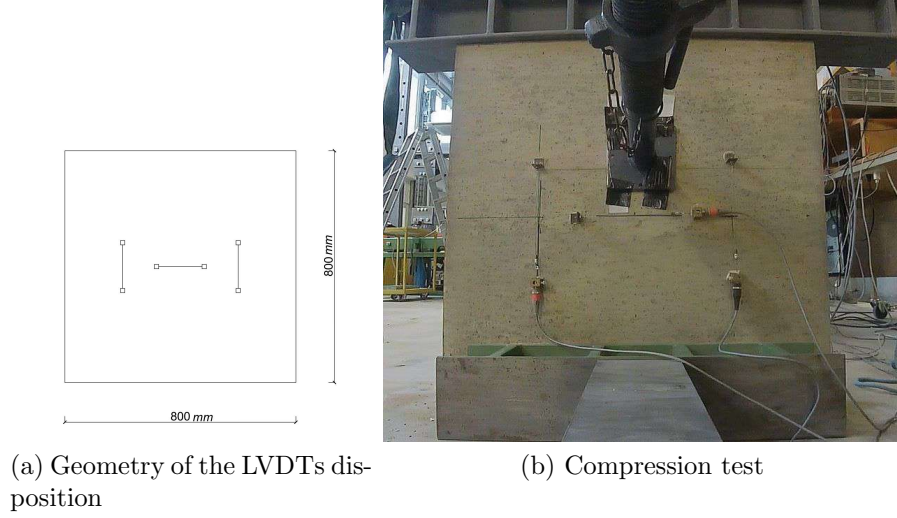 800 mm
800 mm
(a) Geometry of the LVDTs dis-
position
(b) Compression test